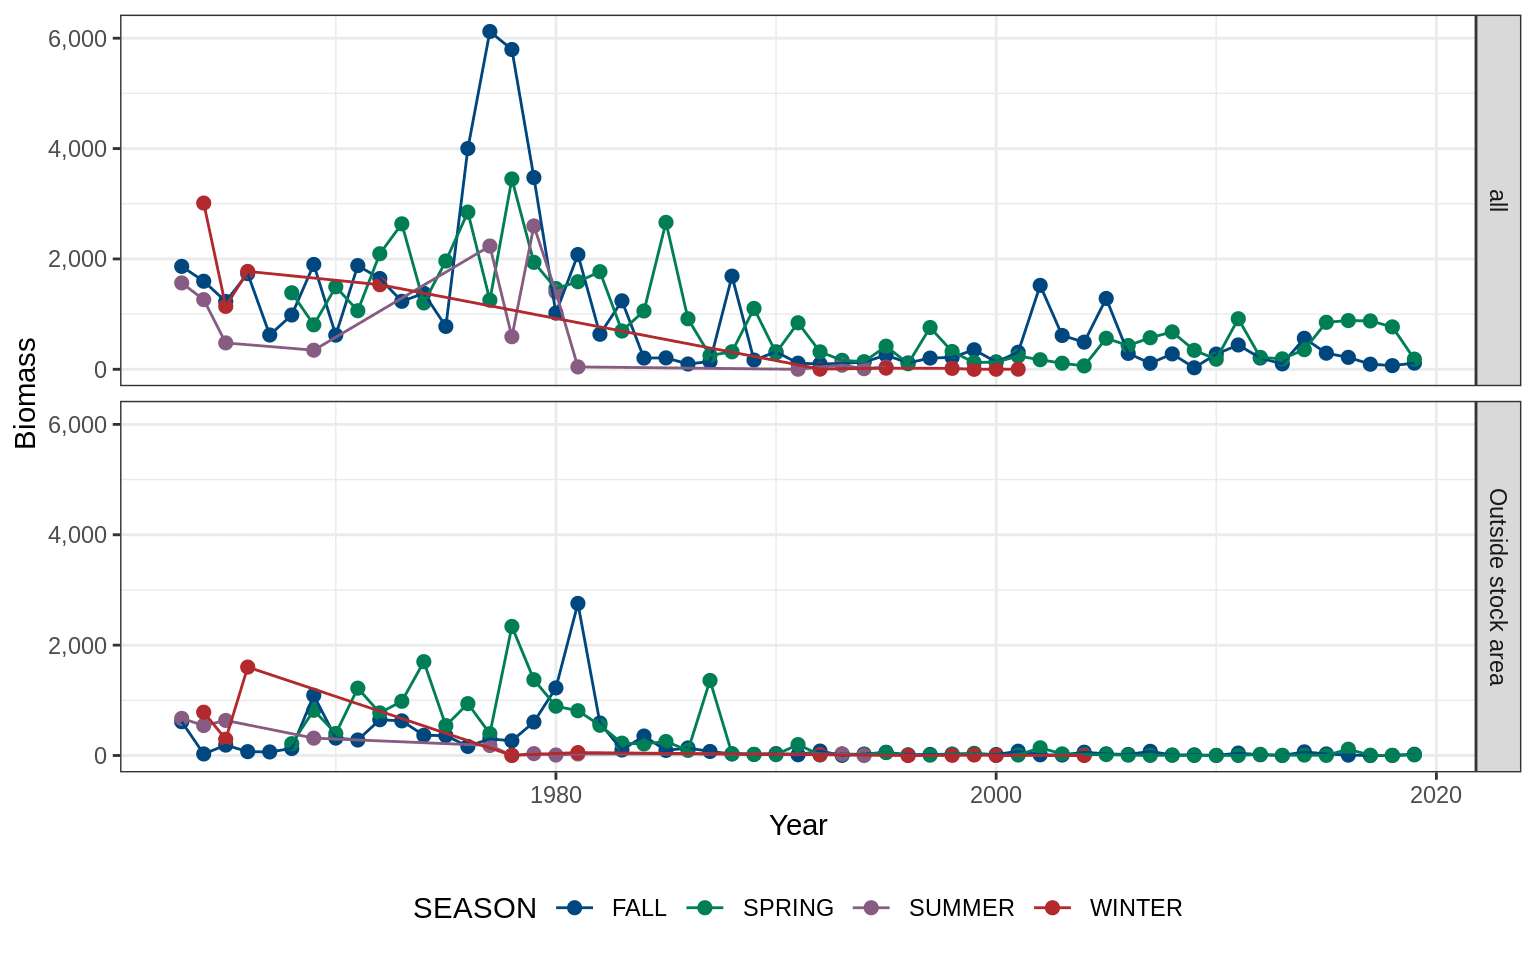 6,000
4,000
2,000
0
all
6,000
4,000
2,000
0
Outside stock area
Biomass
1980 2000 2020
Year
SEASON FALL SPRING SUMMER WINTER